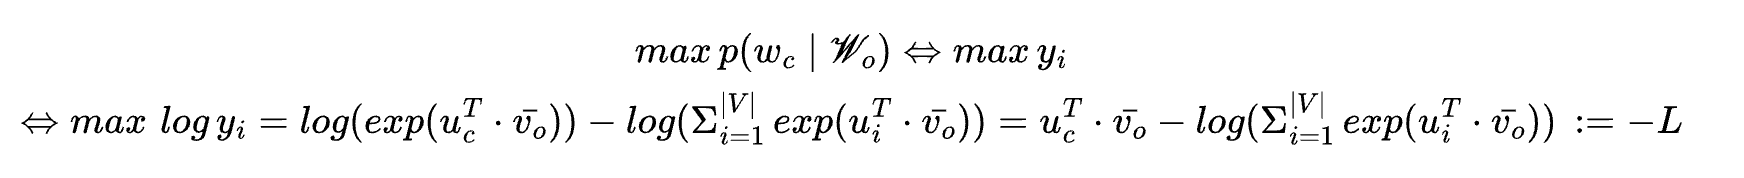 max p(w_c | 𝒲_o) ⇔ max y_i
⇔ max log y_i = log(exp(u_c^T · v̄_o)) − log(Σ_{i=1}^{|V|} exp(u_i^T · v̄_o)) = u_c^T · v̄_o − log(Σ_{i=1}^{|V|} exp(u_i^T · v̄_o)) := −L